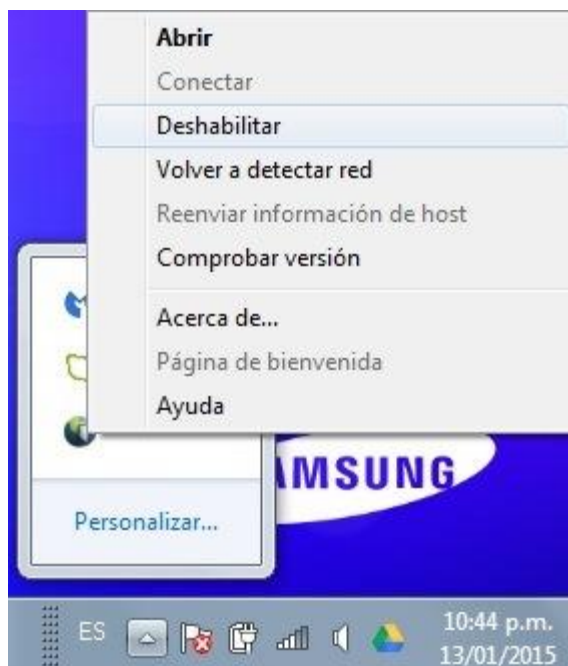 Abrir
Conectar
Deshabilitar
Volver a detectar red
Reenviar información de host
Comprobar versión
Acerca de...
Página de bienvenida
Ayuda
AMSUNG
Personalizar...
ES
10:44 p.m.
13/01/2015